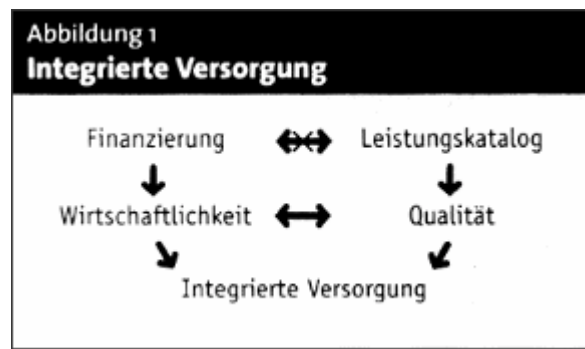 Abbildung 1
Integrierte Versorgung
Finanzierung Leistungskatalog
Wirtschaftlichkeit Qualität
Integrierte Versorgung